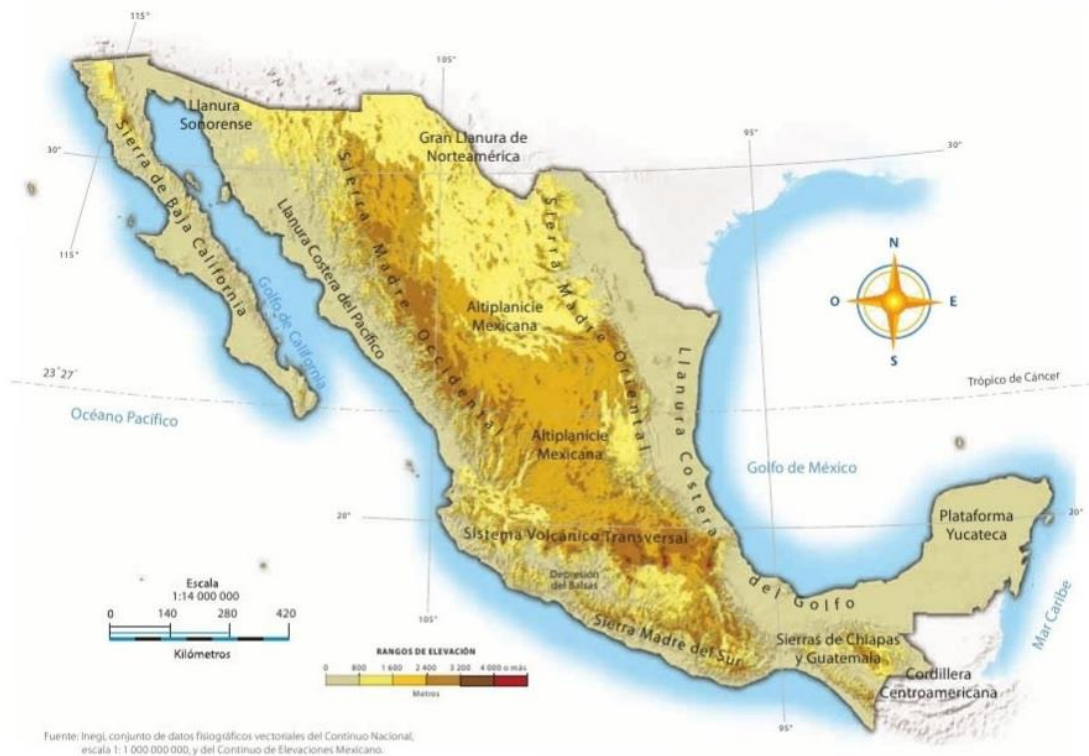 115°
105°
Llanura
Sonorense
Gran Llanura de
Norteamérica
95°
30°
30°
Sierra de Baja California
Sierra Madre Occidental
Sierra Madre Oriental
Llanura Costera del Pacífico
Golfo de California
115°
N
O
E
S
Altiplanicie
Mexicana
23°27'
Trópico de Cáncer
Océano Pacífico
Altiplanicie
Mexicana
Llanura Costera del Golfo
Golfo de México
20°
20°
Plataforma
Yucateca
Sistema Volcánico Transversal
Depresión
del Balsas
Mar Caribe
Sierra Madre del Sur
Sierras de Chiapas
y Guatemala
Cordillera
Centroamericana
105°
95°
Escala
1:14 000 000
0 140 280 420
Kilómetros
RANGOS DE ELEVACIÓN
0 800 1 600 2 400 3 200 4 000 o más
Metros
Fuente: Inegi, conjunto de datos fisiográficos vectoriales del Continuo Nacional,
escala 1: 1 000 000 000, y del Continuo de Elevaciones Mexicano.